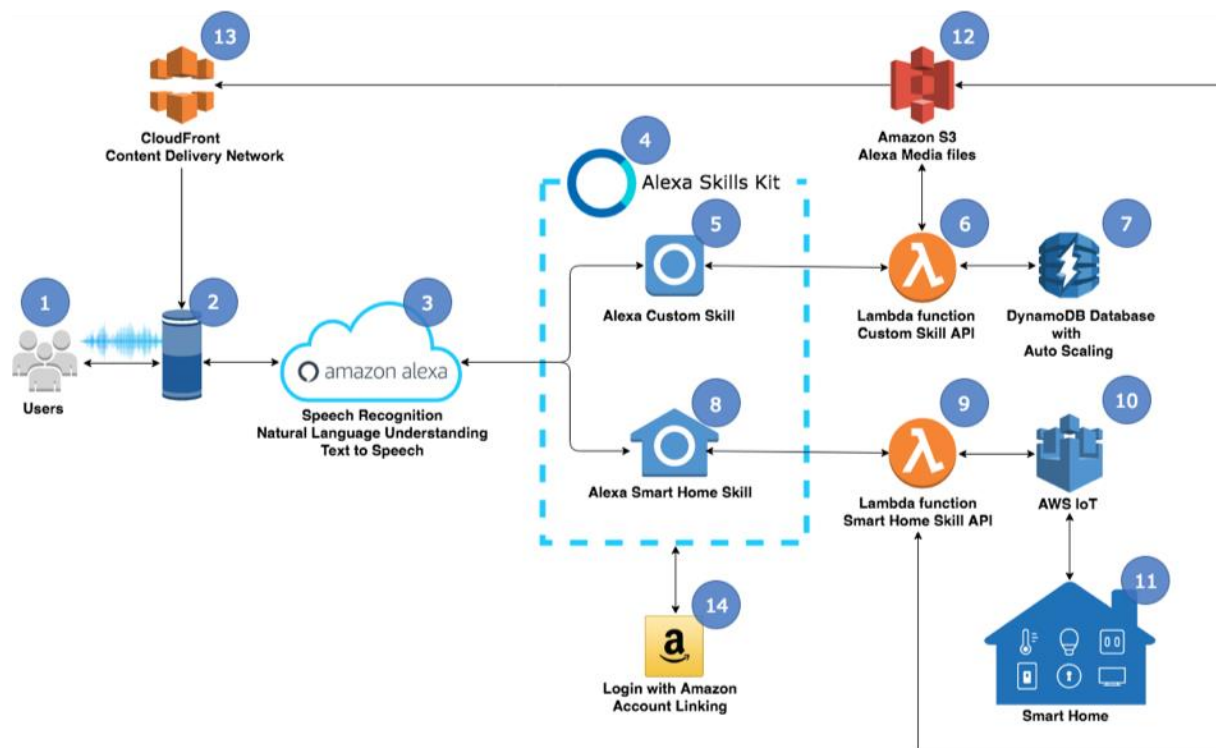 13
CloudFront
Content Delivery Network
12
Amazon S3
Alexa Media files
4
Alexa Skills Kit
5
Alexa Custom Skill
6
Lambda function
Custom Skill API
7
DynamoDB Database
with
Auto Scaling
1
Users
2
3
amazon alexa
Speech Recognition
Natural Language Understanding
Text to Speech
8
Alexa Smart Home Skill
9
Lambda function
Smart Home Skill API
10
AWS IoT
11
Smart Home
14
a
Login with Amazon
Account Linking